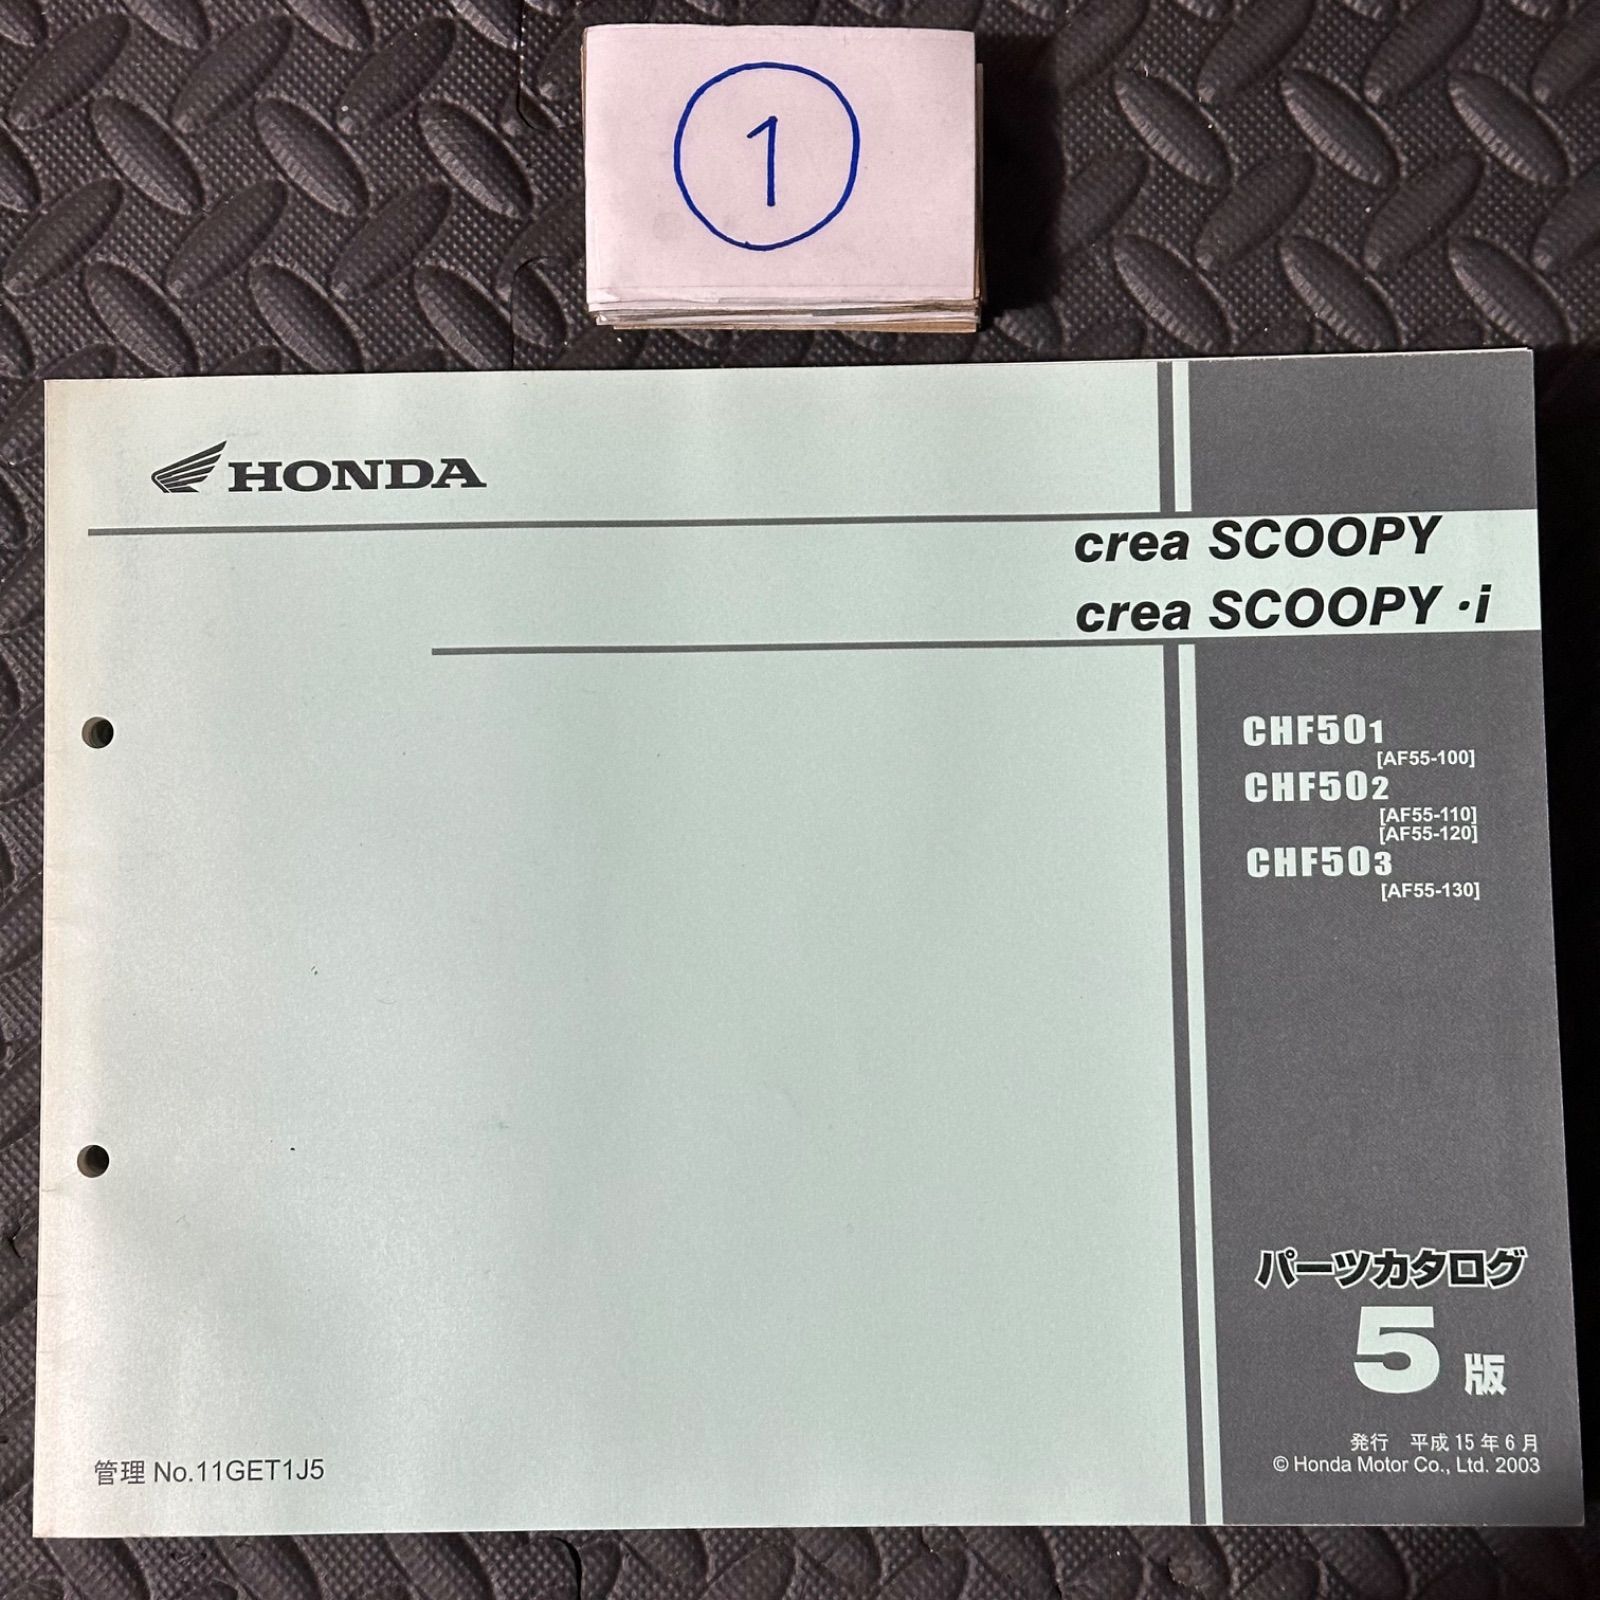 1
HONDA
crea SCOOPY
crea SCOOPY・i
CHF501
[AF55-100]
CHF502
[AF55-110]
[AF55-120]
CHF503
[AF55-130]
パーツカタログ
5版
発行 平成15年6月
© Honda Motor Co., Ltd. 2003
管理 No.11GET1J5